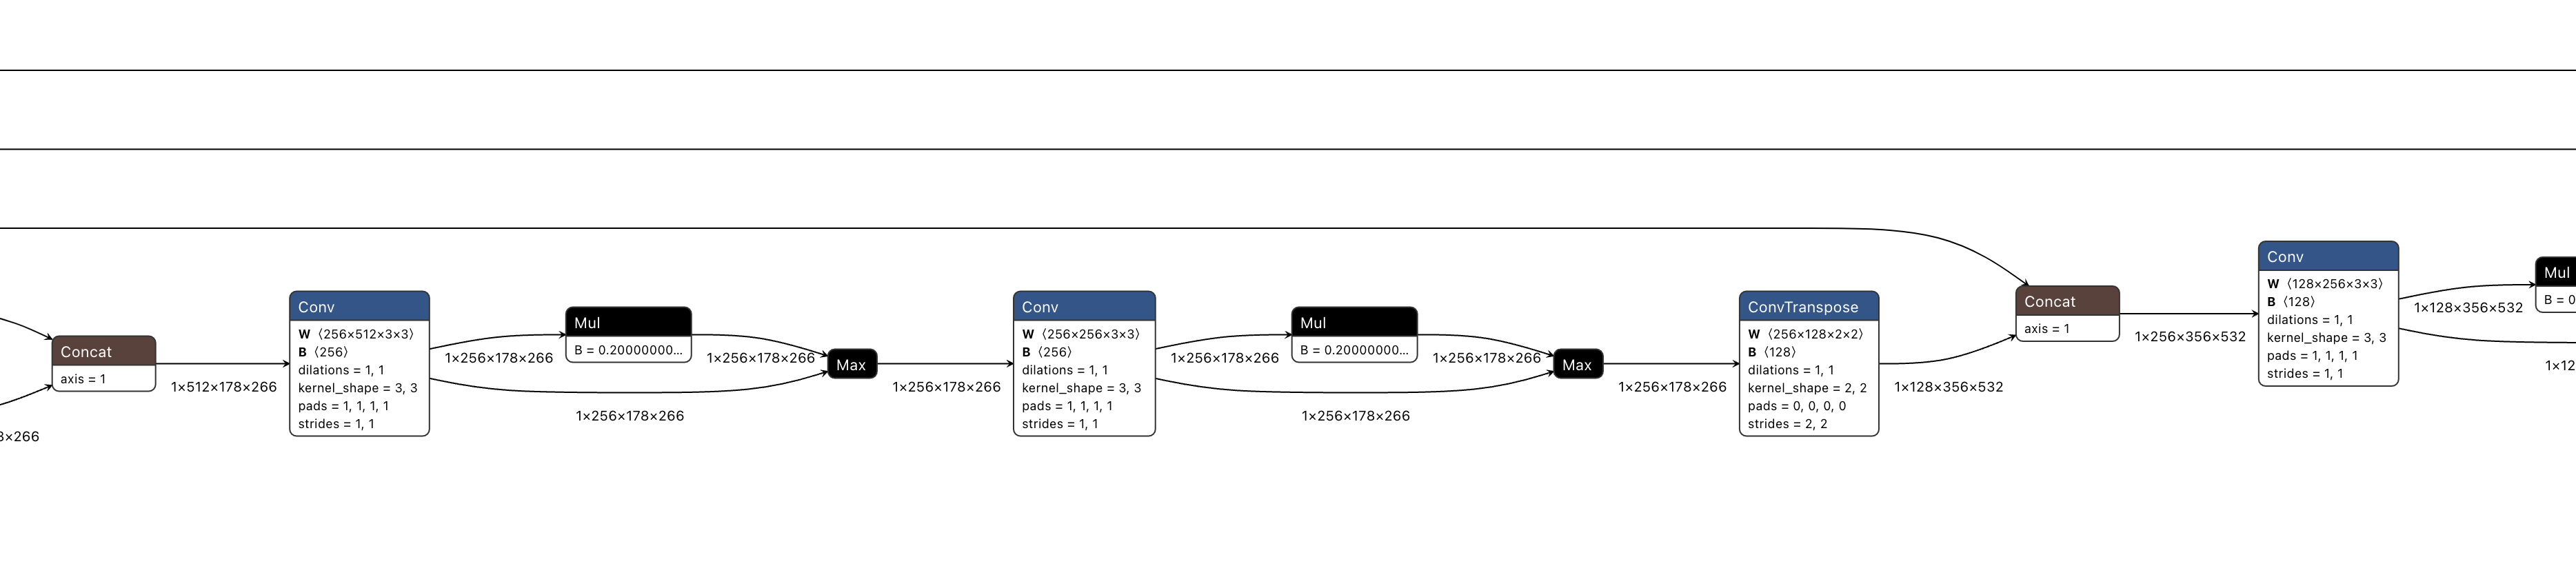 Concat
axis = 1
×266
1×512×178×266
Conv
W ⟨256×512×3×3⟩
B ⟨256⟩
dilations = 1, 1
kernel_shape = 3, 3
pads = 1, 1, 1, 1
strides = 1, 1
1×256×178×266
Mul
B = 0.20000000...
1×256×178×266
1×256×178×266
Max
1×256×178×266
Conv
W ⟨256×256×3×3⟩
B ⟨256⟩
dilations = 1, 1
kernel_shape = 3, 3
pads = 1, 1, 1, 1
strides = 1, 1
1×256×178×266
Mul
B = 0.20000000...
1×256×178×266
1×256×178×266
Max
1×256×178×266
ConvTranspose
W ⟨256×128×2×2⟩
B ⟨128⟩
dilations = 1, 1
kernel_shape = 2, 2
pads = 0, 0, 0, 0
strides = 2, 2
1×128×356×532
Concat
axis = 1
1×256×356×532
Conv
W ⟨128×256×3×3⟩
B ⟨128⟩
dilations = 1, 1
kernel_shape = 3, 3
pads = 1, 1, 1, 1
strides = 1, 1
1×128×356×532
Mul
B = 0
1×12